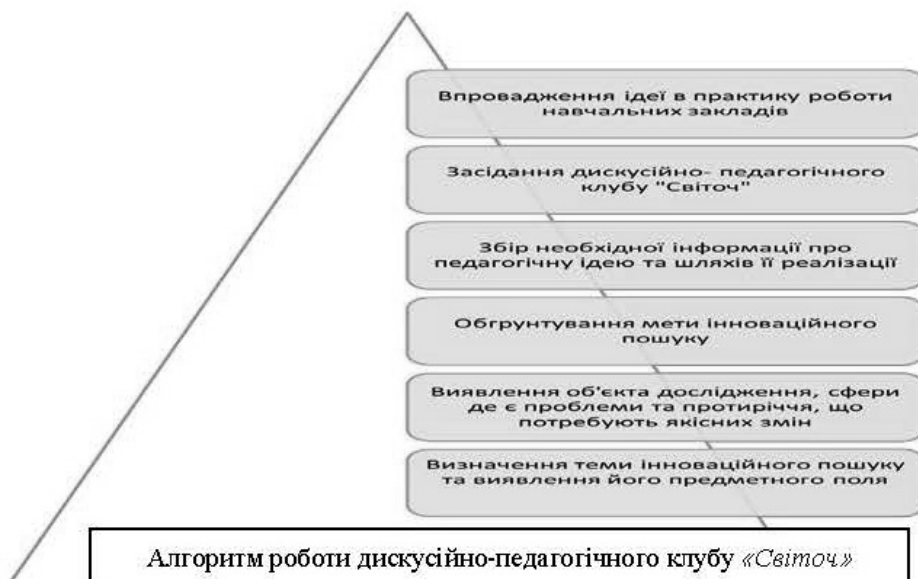 Впровадження ідеї в практику роботи
навчальних закладів
Засідання дискусійно- педагогічного
клубу "Світоч"
Збір необхідної інформації про
педагогічну ідею та шляхів її реалізації
Обгрунтування мети інноваційного
пошуку
Виявлення об'єкта дослідження, сфери
де є проблеми та протиріччя, що
потребують якісних змін
Визначення теми інноваційного пошуку
та виявлення його предметного поля
Алгоритм роботи дискусійно-педагогічного клубу «Світоч»